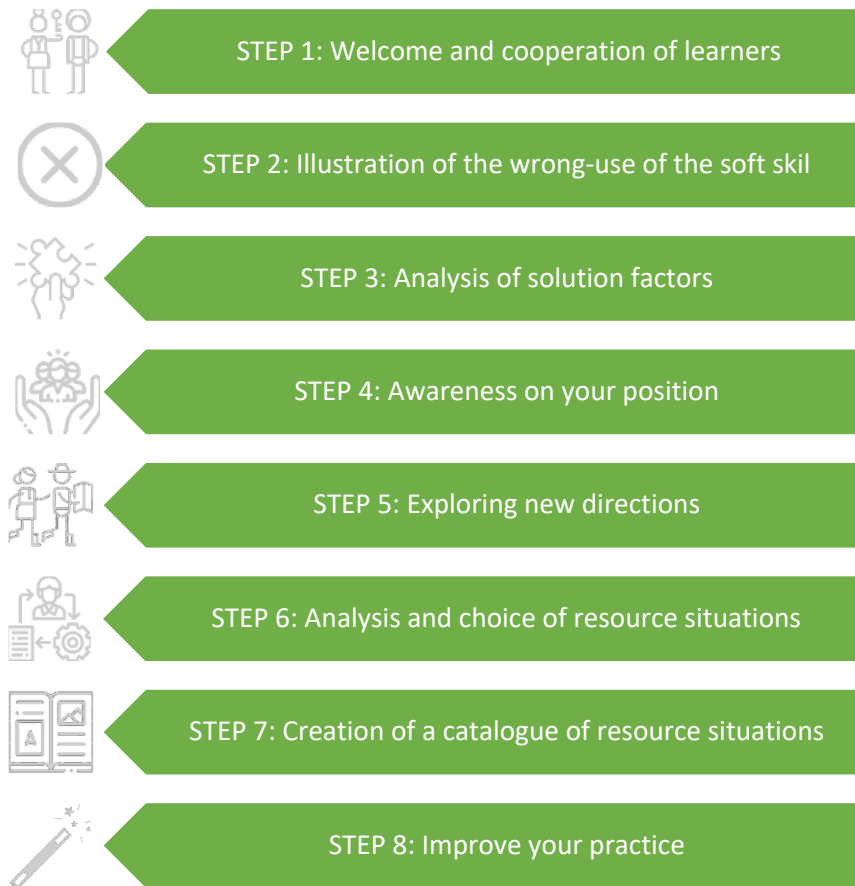 STEP 1: Welcome and cooperation of learners
STEP 2: Illustration of the wrong-use of the soft skil
STEP 3: Analysis of solution factors
STEP 4: Awareness on your position
STEP 5: Exploring new directions
STEP 6: Analysis and choice of resource situations
A
STEP 7: Creation of a catalogue of resource situations
STEP 8: Improve your practice